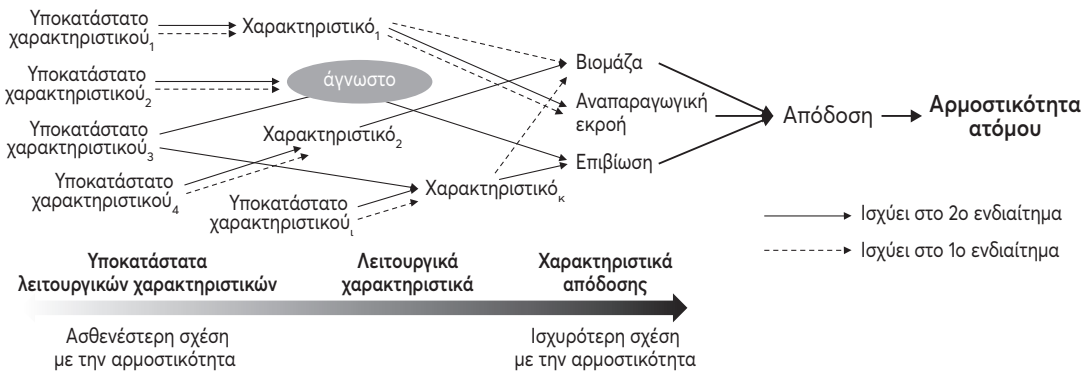 Υποκατάστατο
χαρακτηριστικού₁
Χαρακτηριστικό₁
Υποκατάστατο
χαρακτηριστικού₂
άγνωστο
Βιομάζα
Αναπαραγωγική
εκροή
Απόδοση
Αρμοστικότητα
ατόμου
Υποκατάστατο
χαρακτηριστικού₃
Χαρακτηριστικό₂
Επιβίωση
Υποκατάστατο
χαρακτηριστικού₄
Υποκατάστατο
χαρακτηριστικούᵢ
Χαρακτηριστικόκ
Ισχύει στο 2ο ενδιαίτημα
Ισχύει στο 1ο ενδιαίτημα
Υποκατάστατα
λειτουργικών χαρακτηριστικών
Λειτουργικά
χαρακτηριστικά
Χαρακτηριστικά
απόδοσης
Ασθενέστερη σχέση
με την αρμοστικότητα
Ισχυρότερη σχέση
με την αρμοστικότητα